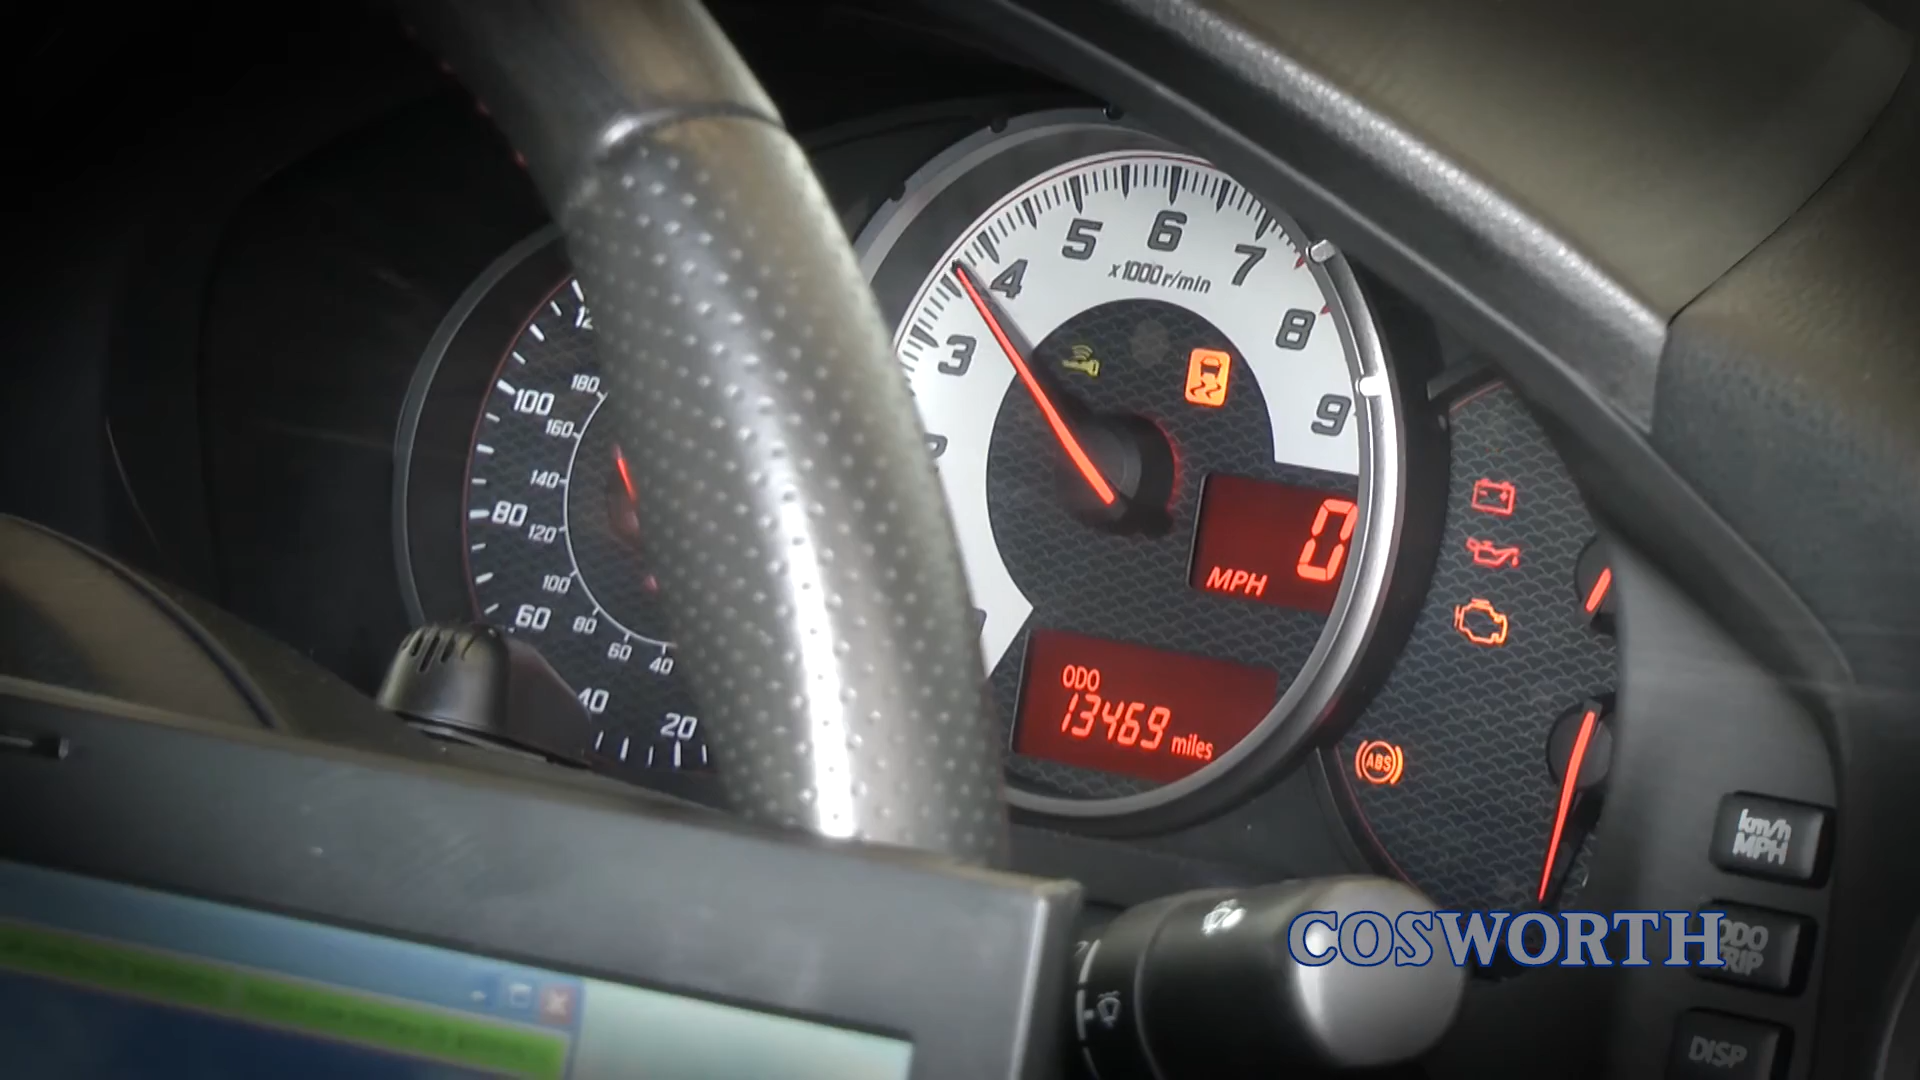 5 6 7
4 8
3 9
x1000 r/min
0
MPH
ODO
13469 miles
100
80
60
40
20
180
160
140
120
100
80
60
40
ABS
km/h
MPH
COSWORTH
ODO
TRIP
DISP